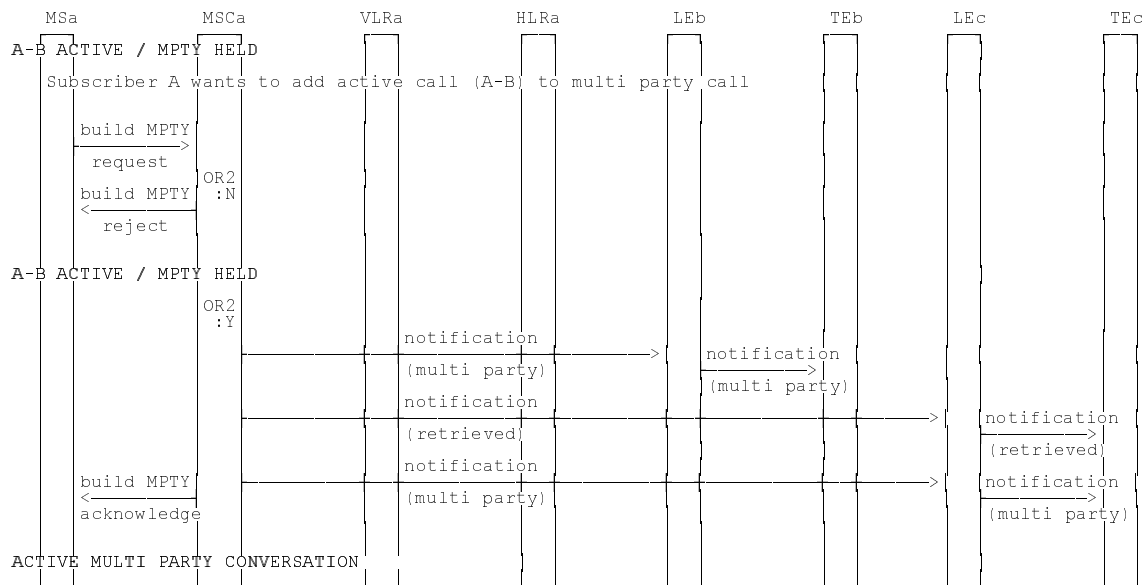 MSa MSCa VLRa HLRa LEb TEb LEc TEc
A-B ACTIVE / MPTY HELD
Subscriber A wants to add active call (A-B) to multi party call
build MPTY
request
OR2
:N
build MPTY
reject
A-B ACTIVE / MPTY HELD
OR2
:Y
notification
(multi party)
notification
(multi party)
notification
(retrieved)
notification
(retrieved)
notification
(multi party)
build MPTY
acknowledge
notification
(multi party)
ACTIVE MULTI PARTY CONVERSATION